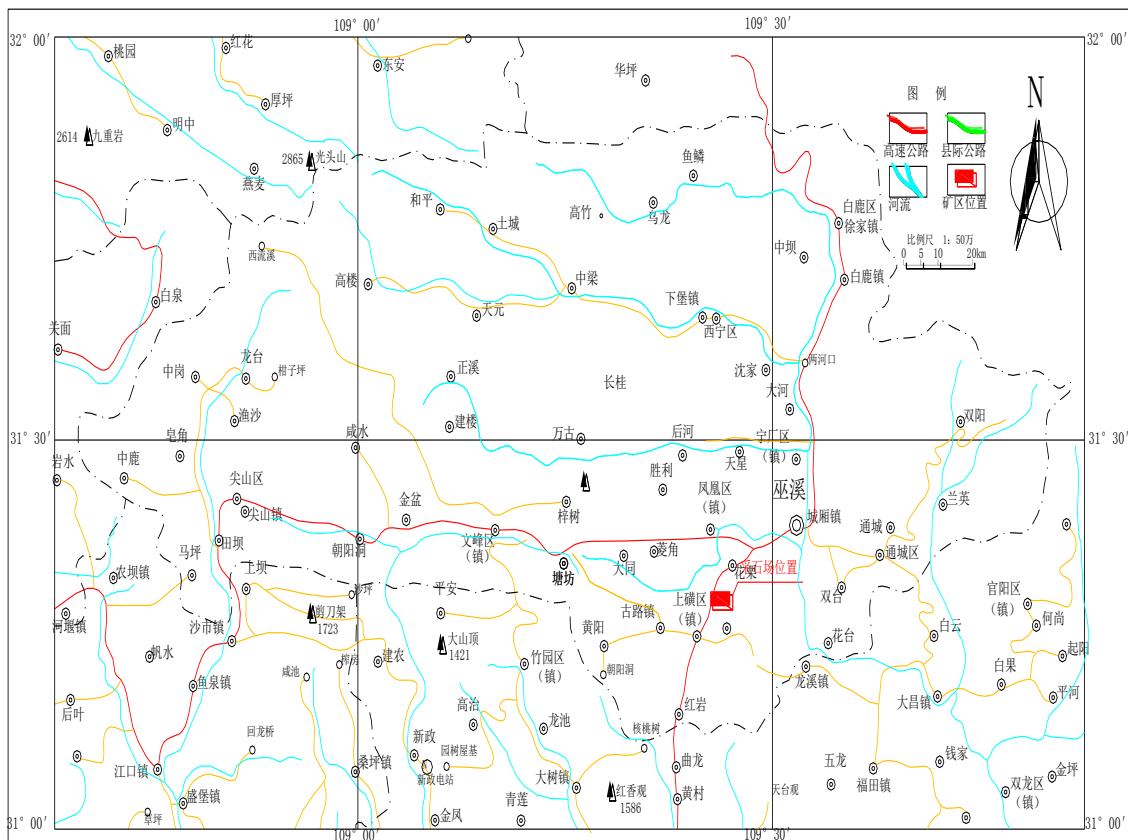 109° 00'
109° 30'
32° 00'
32° 00'
桃园
红花
东安
华坪
厚坪
图 例
N
明中
2614
九重岩
高速公路
县际公路
2865
光头山
燕麦
鱼鳞
河流
矿区位置
和平
高竹
乌龙
白鹿区
徐家镇
土城
比例尺 1: 50万
0 5 10 20km
西流溪
中坝
高楼
中梁
白鹿镇
白泉
天元
下堡镇
西宁区
关面
两河口
中岗
龙台
柑子坪
正溪
长桂
沈家
大河
渔沙
建楼
双阳
皂角
咸水
万古
后河
宁厂区
(镇)
31° 30'
31° 30'
岩水
中鹿
尖山区
胜利
天星
凤凰区
(镇)
巫溪
兰英
尖山镇
金盆
梓树
城厢镇
通城
田坝
朝阳洞
文峰区
(镇)
塘坊
大同
菱角
花栗
采石场位置
通城区
马坪
农坝镇
上坝
沙坪
平安
双台
官阳区
(镇)
河堰镇
剪刀架
1723
古路镇
上磺区
(镇)
何尚
沙市镇
大山顶
1421
黄阳
花台
白云
起阳
帆水
榨房
建农
竹园区
(镇)
朝阳洞
龙溪镇
白果
咸池
鱼泉镇
大昌镇
平河
后叶
高治
龙池
红岩
回龙桥
新政
园树屋基
核桃树
江口镇
桑坪镇
新政电站
大树镇
曲龙
五龙
福田镇
钱家
金坪
盛堡镇
红香观
1586
黄村
天台观
双龙区
(镇)
草坪
金凤
青莲
31° 00'
31° 00'
109° 00'
109° 30'